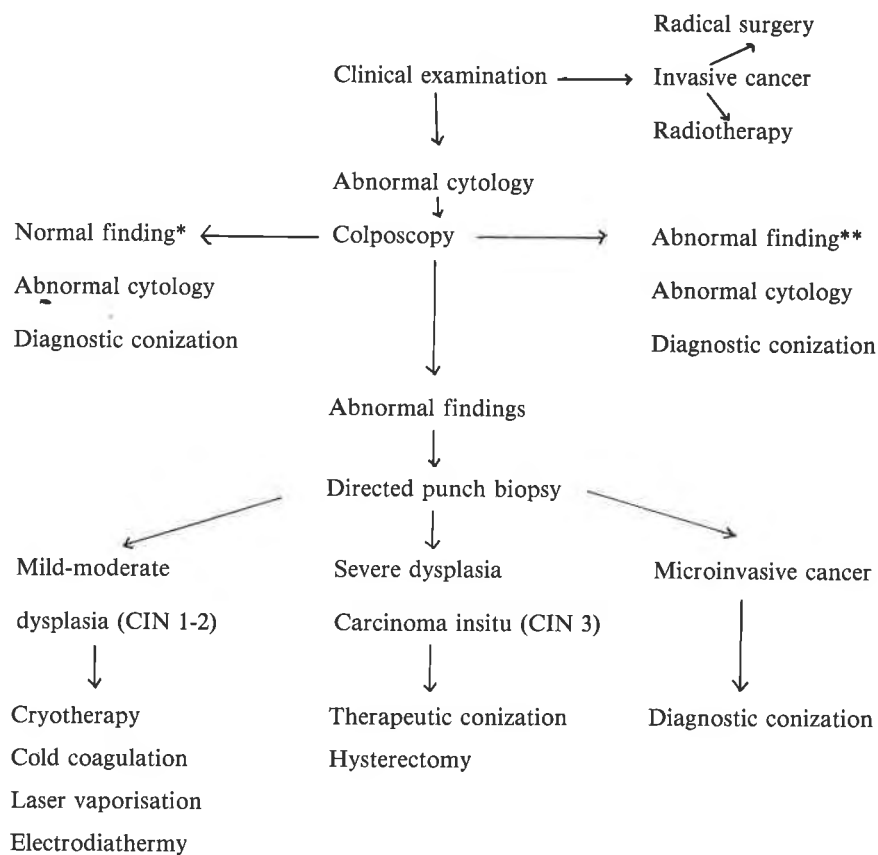 Radical surgery
Clinical examination
Invasive cancer
Radiotherapy
Abnormal cytology
Normal finding*
Colposcopy
Abnormal finding**
Abnormal cytology
Abnormal cytology
Diagnostic conization
Diagnostic conization
Abnormal findings
Directed punch biopsy
Mild-moderate
dysplasia (CIN 1-2)
Severe dysplasia
Carcinoma insitu (CIN 3)
Microinvasive cancer
Cryotherapy
Cold coagulation
Laser vaporisation
Electrodiathermy
Therapeutic conization
Hysterectomy
Diagnostic conization